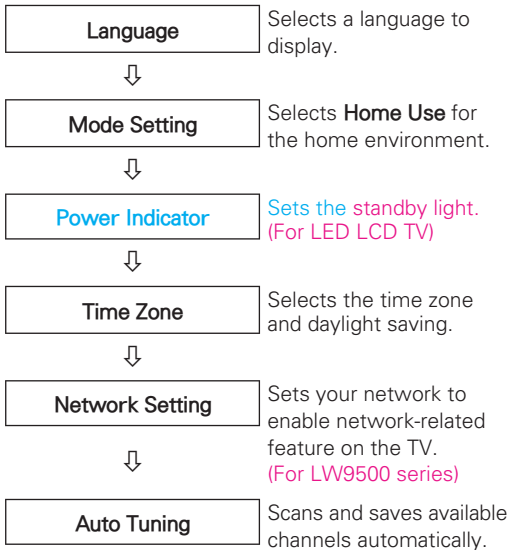 Language
Selects a language to
display.
⇩
Mode Setting
Selects Home Use for
the home environment.
⇩
Power Indicator
Sets the standby light.
(For LED LCD TV)
⇩
Time Zone
Selects the time zone
and daylight saving.
⇩
Network Setting
Sets your network to
enable network-related
feature on the TV.
(For LW9500 series)
⇩
Auto Tuning
Scans and saves available
channels automatically.